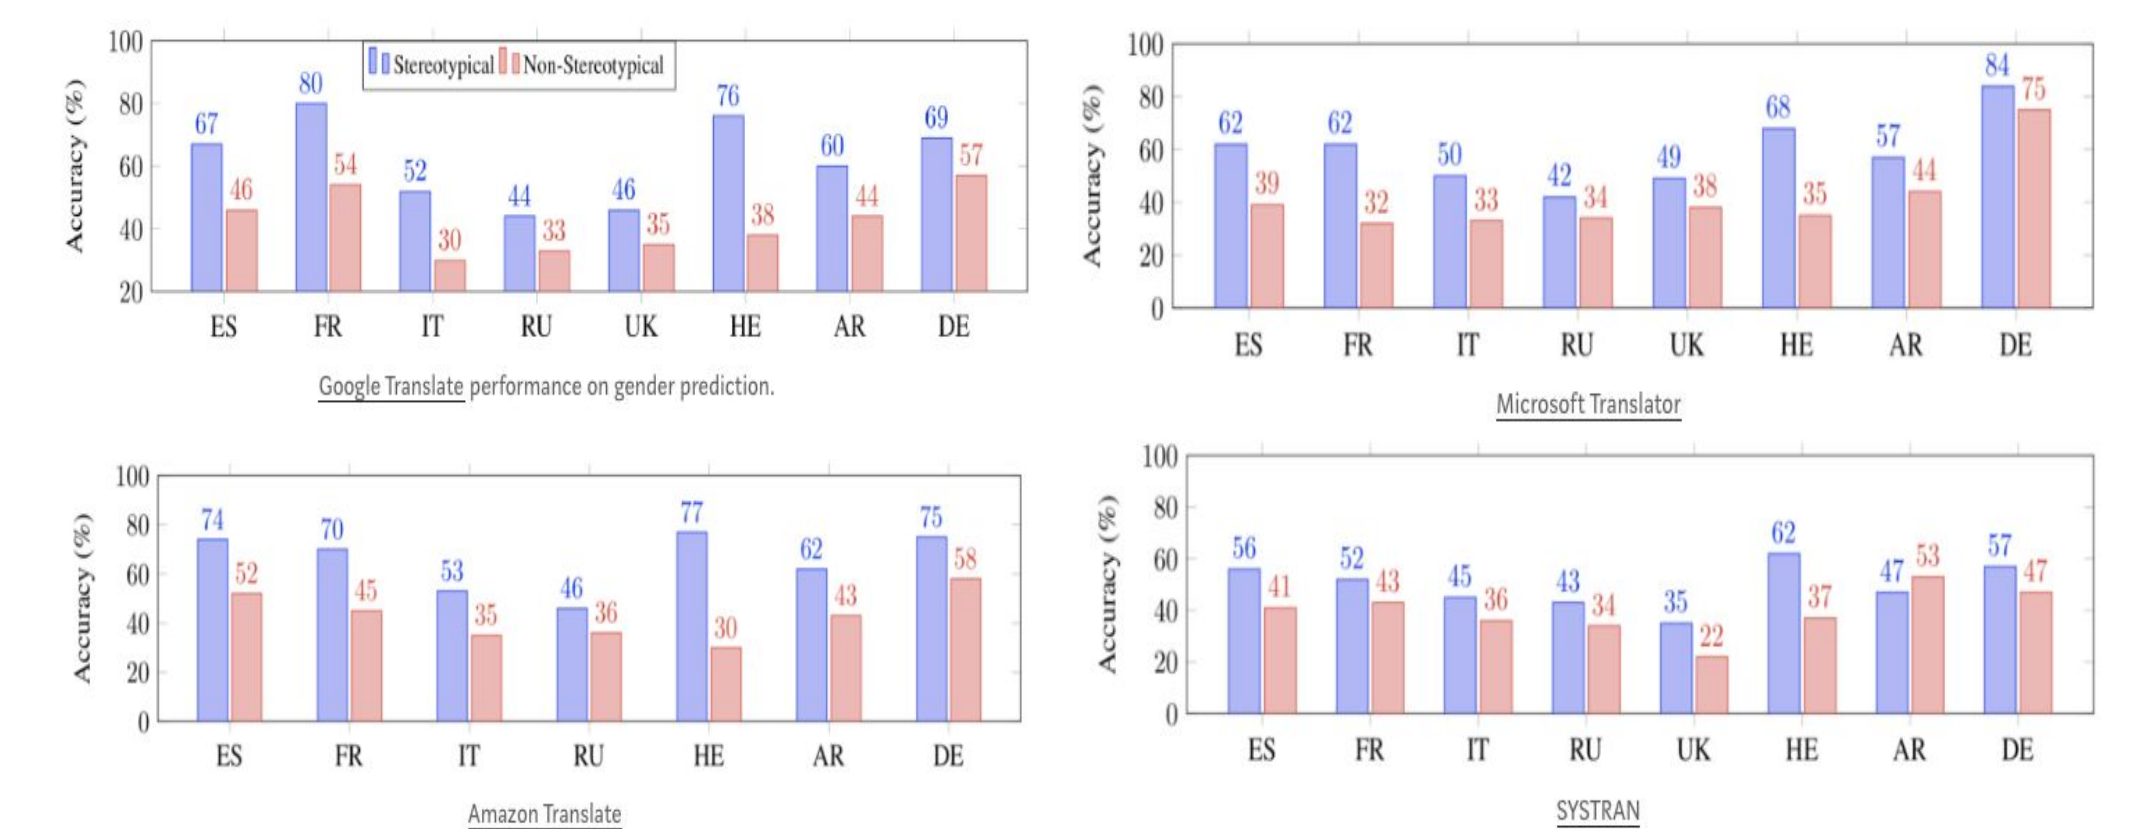 100
80
60
40
20
Accuracy (%)
Stereotypical Non-Stereotypical
67 46 80 54 52 30 44 33 46 35 76 38 60 44 69 57
ES FR IT RU UK HE AR DE
Google Translate performance on gender prediction.
100
80
60
40
20
0
Accuracy (%)
62 39 62 32 50 33 42 34 49 38 68 35 57 44 84 75
ES FR IT RU UK HE AR DE
Microsoft Translator
100
80
60
40
20
0
Accuracy (%)
74 52 70 45 53 35 46 36 77 30 62 43 75 58
ES FR IT RU HE AR DE
Amazon Translate
100
80
60
40
20
0
Accuracy (%)
56 41 52 43 45 36 43 34 35 22 62 37 47 53 57 47
ES FR IT RU UK HE AR DE
SYSTRAN